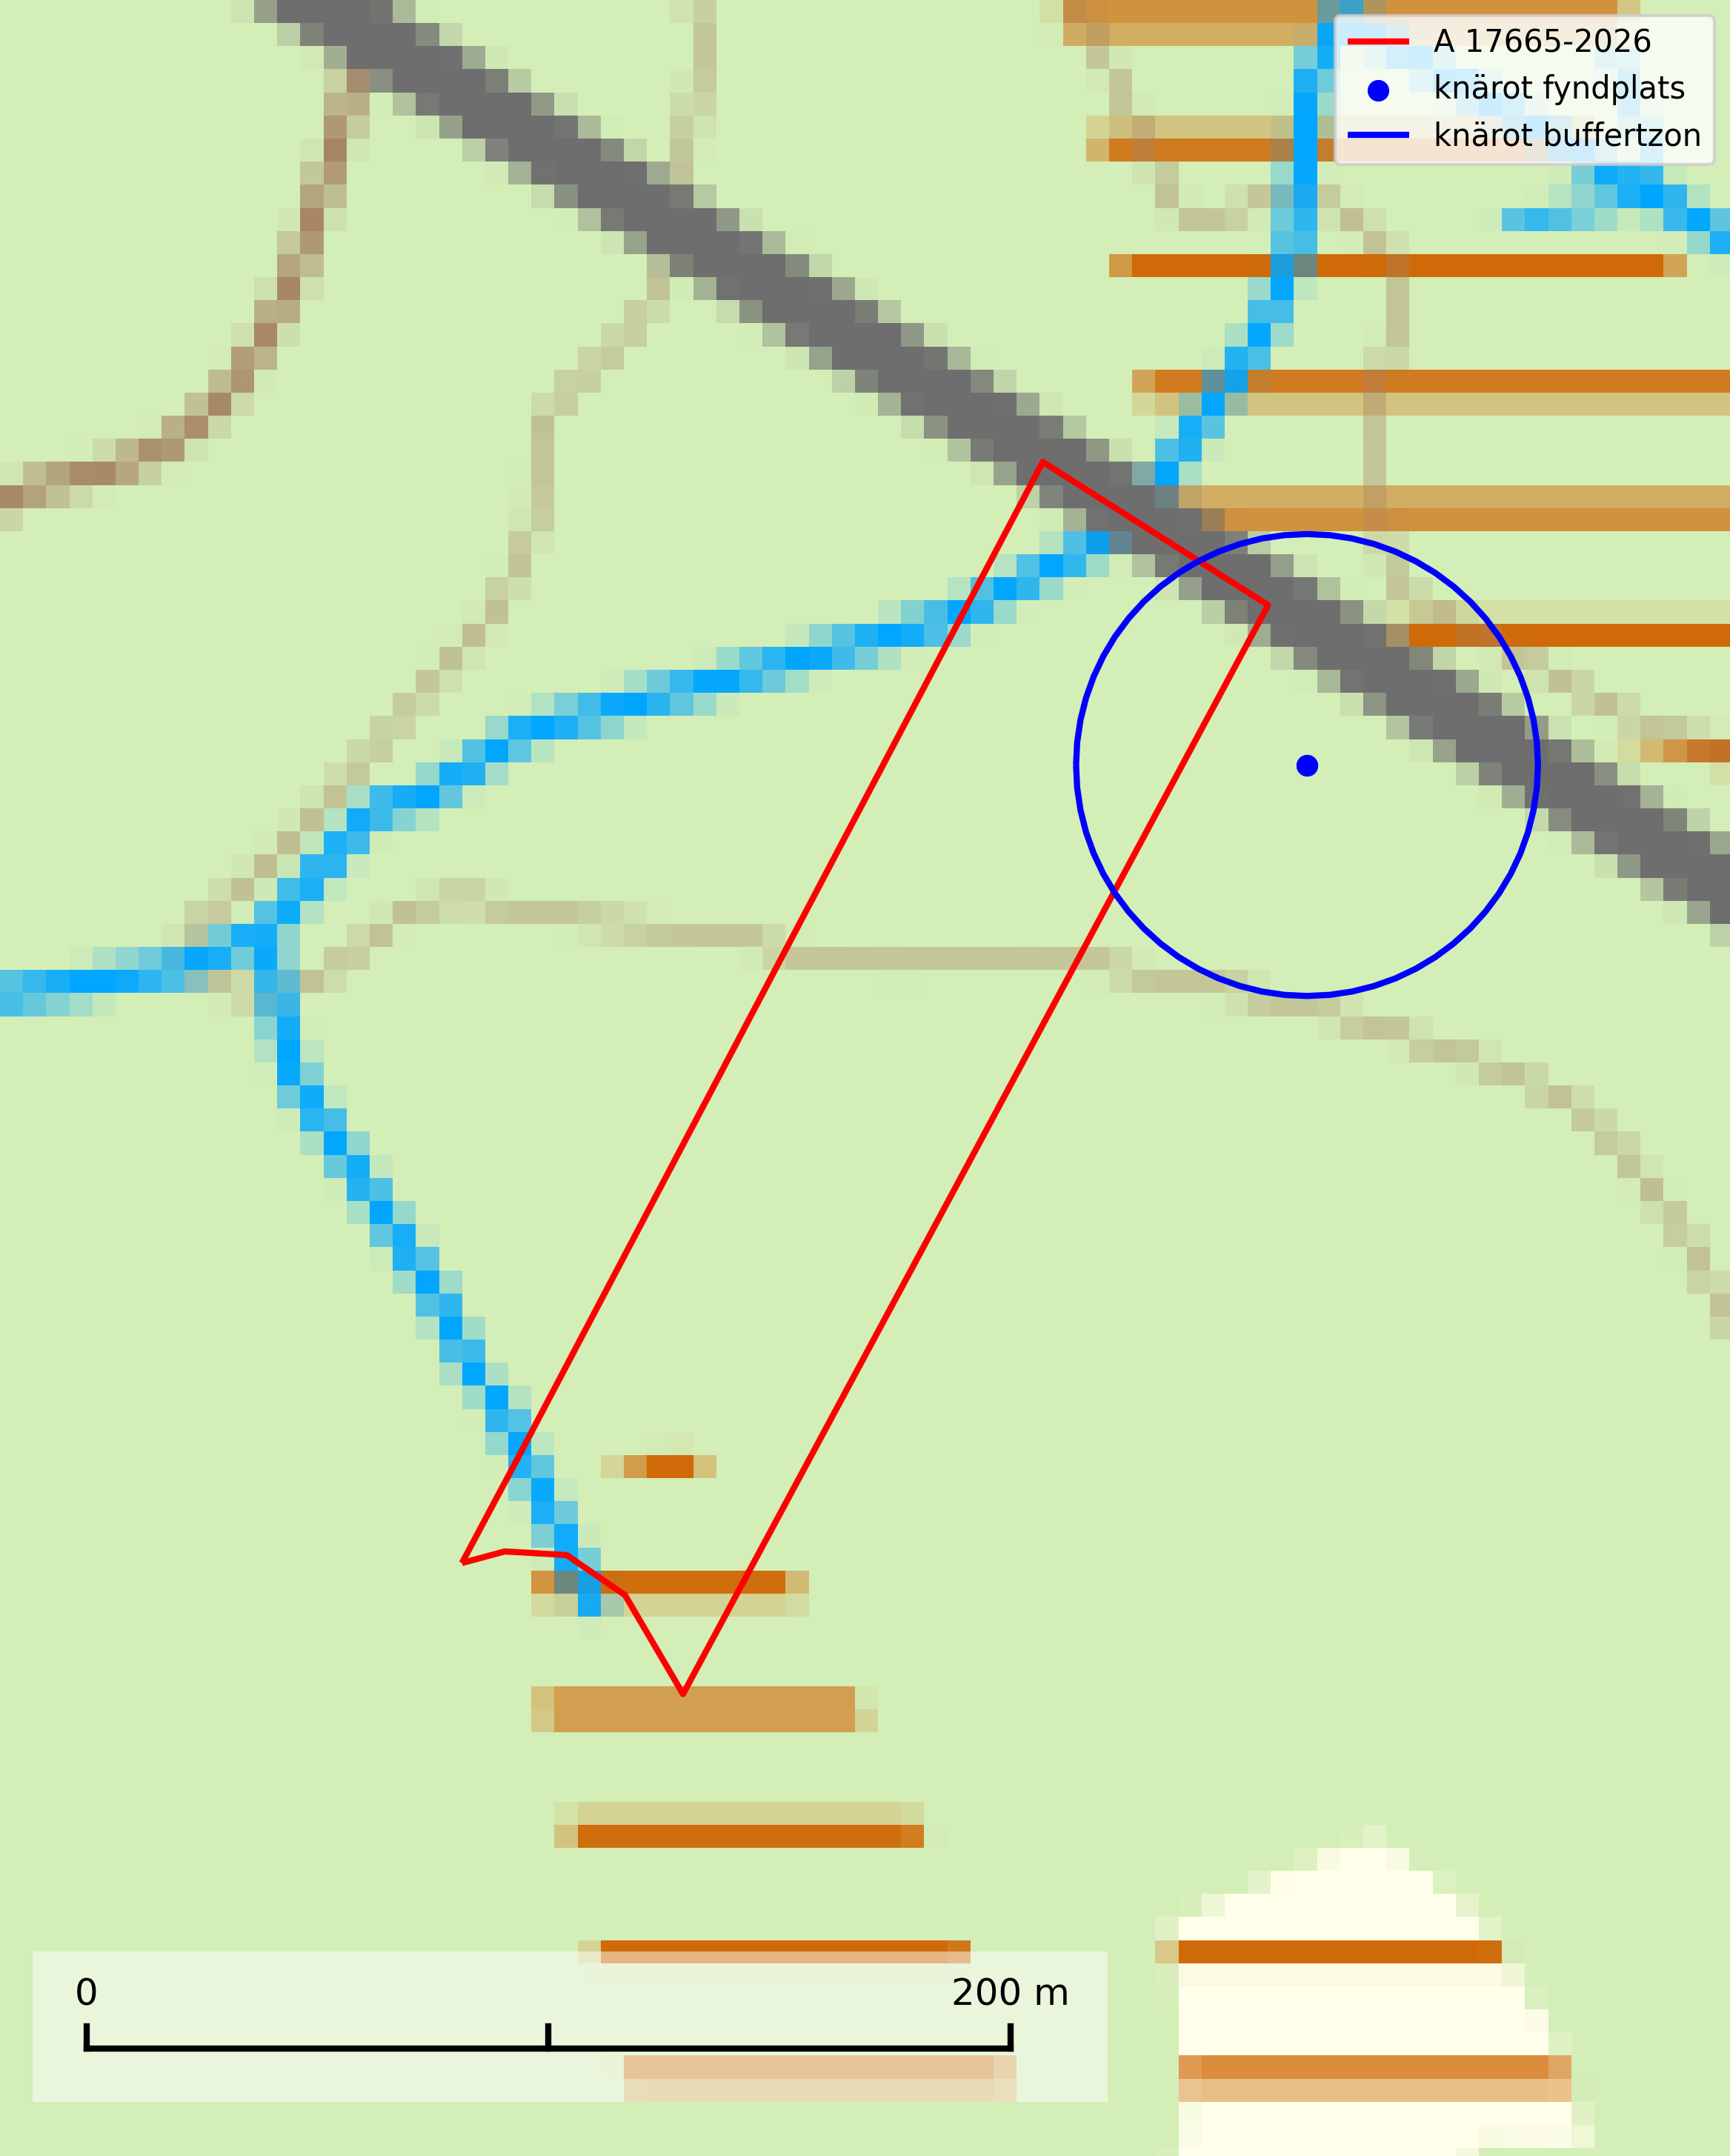 A 17665-2026
knärot fyndplats
knärot buffertzon
0 200 m